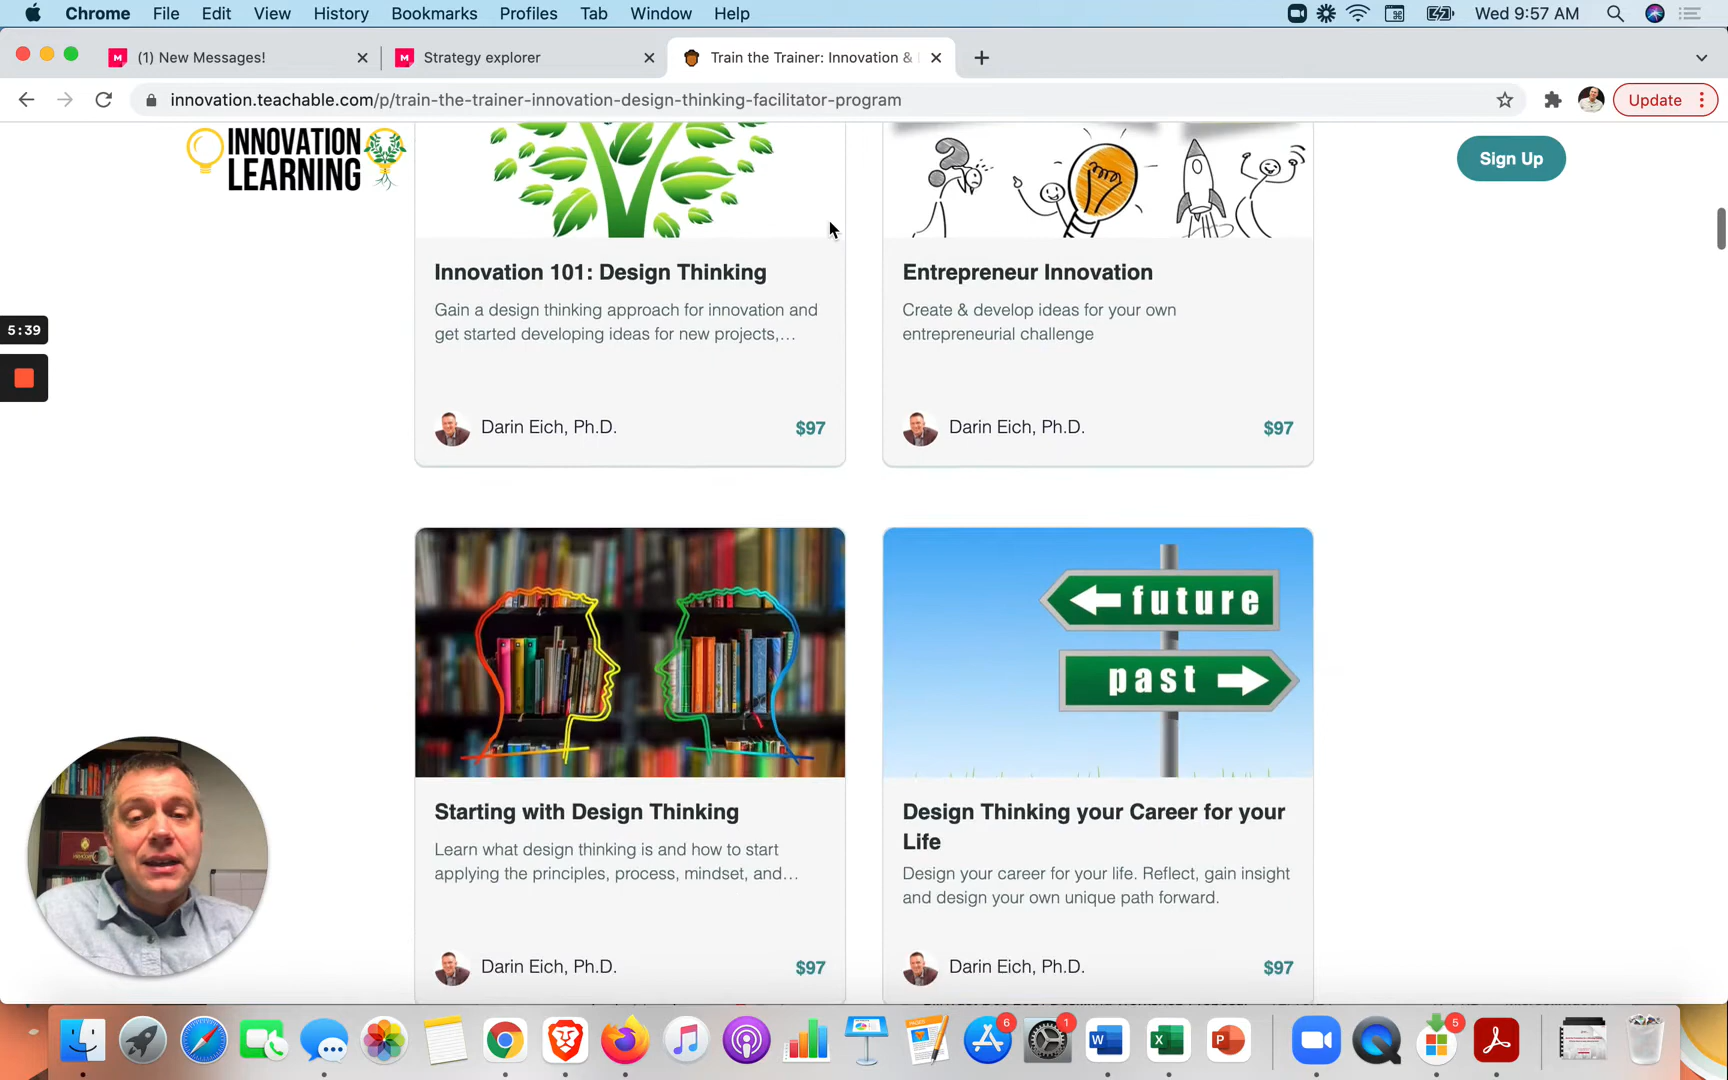 Chrome File Edit View History Bookmarks Profiles Tab Window Help Wed 9:57 AM
(1) New Messages! Strategy explorer Train the Trainer: Innovation &
innovation.teachable.com/p/train-the-trainer-innovation-design-thinking-facilitator-program Update
INNOVATION
LEARNING
Sign Up
Innovation 101: Design Thinking
Gain a design thinking approach for innovation and
get started developing ideas for new projects,...
Darin Eich, Ph.D. $97
Entrepreneur Innovation
Create & develop ideas for your own
entrepreneurial challenge
Darin Eich, Ph.D. $97
5:39
future
past
Starting with Design Thinking
Learn what design thinking is and how to start
applying the principles, process, mindset, and...
Darin Eich, Ph.D. $97
Design Thinking your Career for your
Life
Design your career for your life. Reflect, gain insight
and design your own unique path forward.
Darin Eich, Ph.D. $97
6
1
5